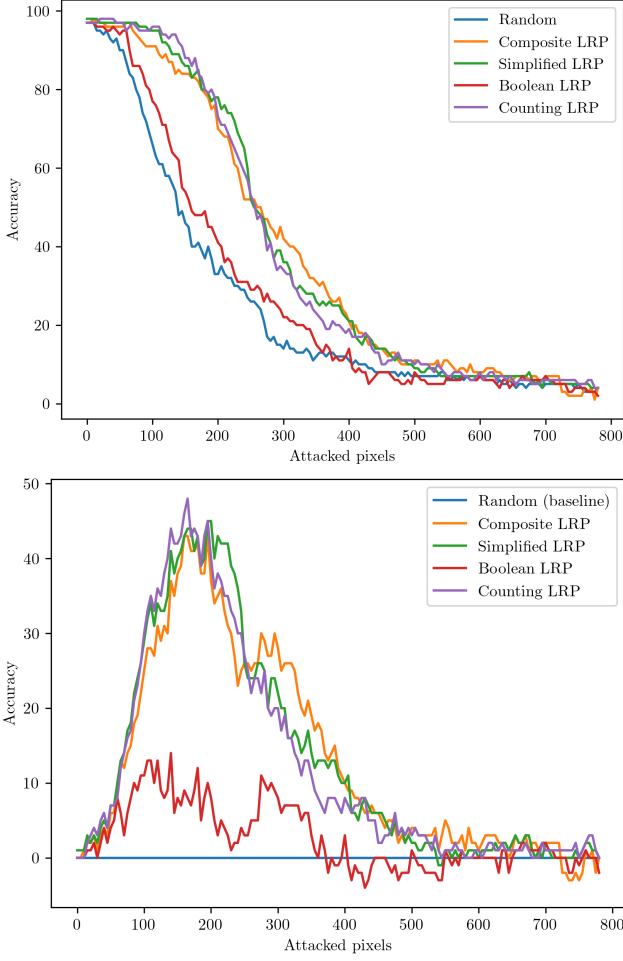 100
80
60
40
20
0
Accuracy
Random
Composite LRP
Simplified LRP
Boolean LRP
Counting LRP
0 100 200 300 400 500 600 700 800
Attacked pixels
50
40
30
20
10
0
Accuracy
Random (baseline)
Composite LRP
Simplified LRP
Boolean LRP
Counting LRP
0 100 200 300 400 500 600 700 800
Attacked pixels